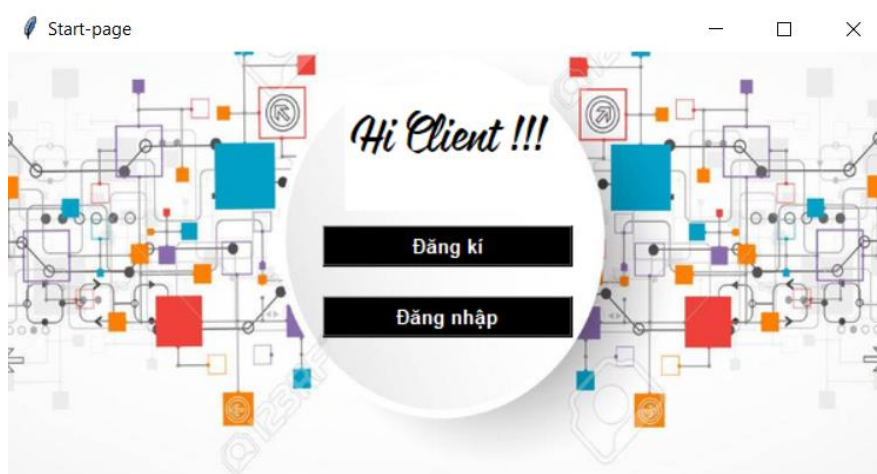 Start-page
Hi Client !!!
Đăng kí
Đăng nhập